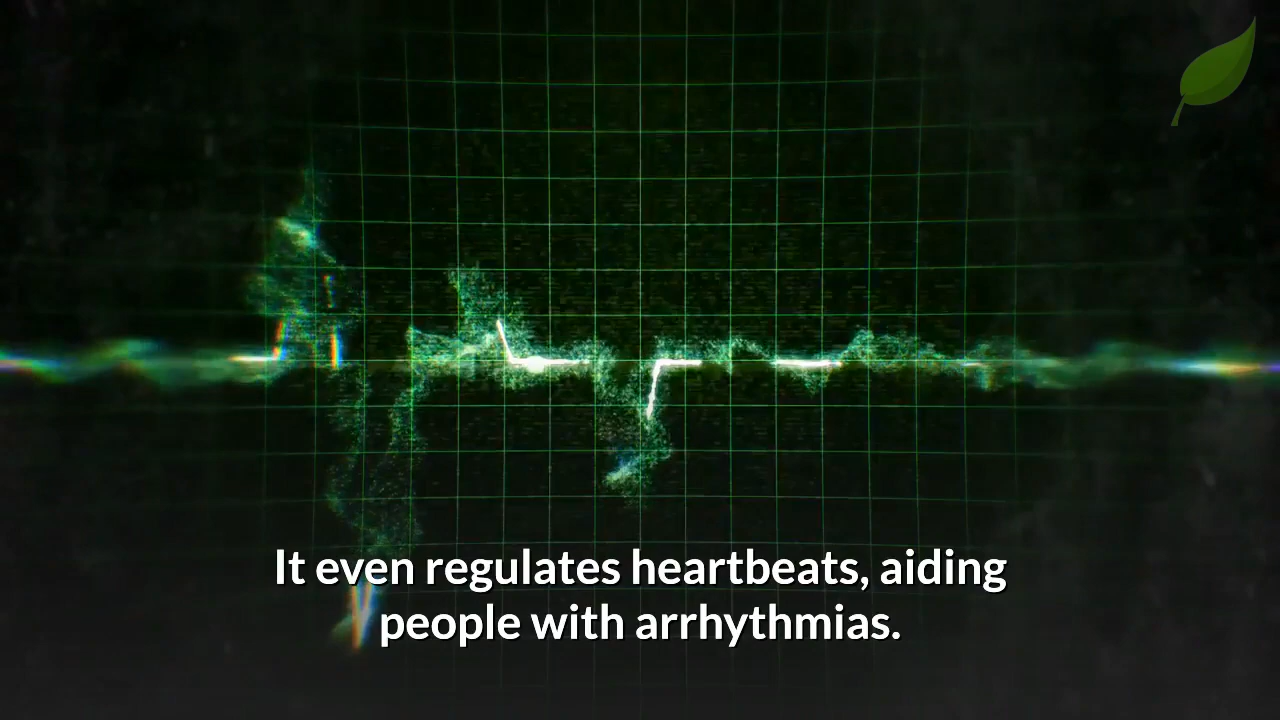 It even regulates heartbeats, aiding
people with arrhythmias.